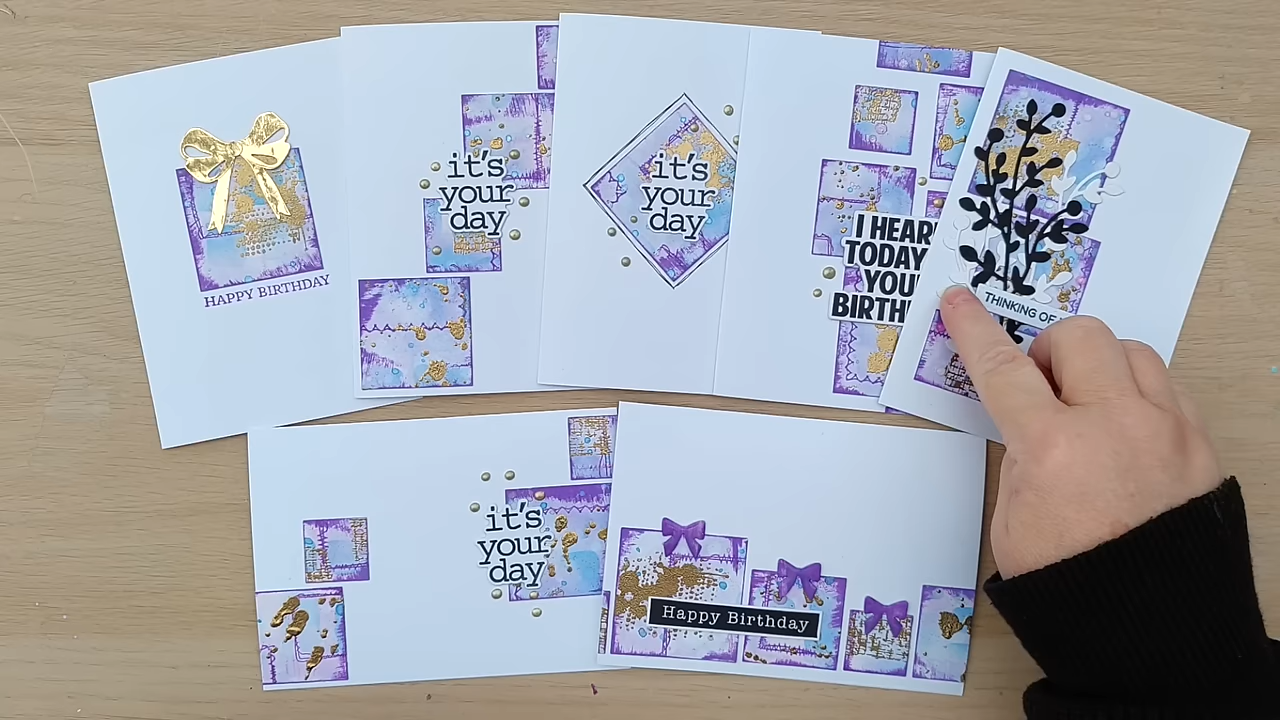 HAPPY BIRTHDAY
it's
your
day
it's
your
day
I HEAR
TODAY
YOU
BIRTH
THINKING OF
it's
your
day
Happy Birthday